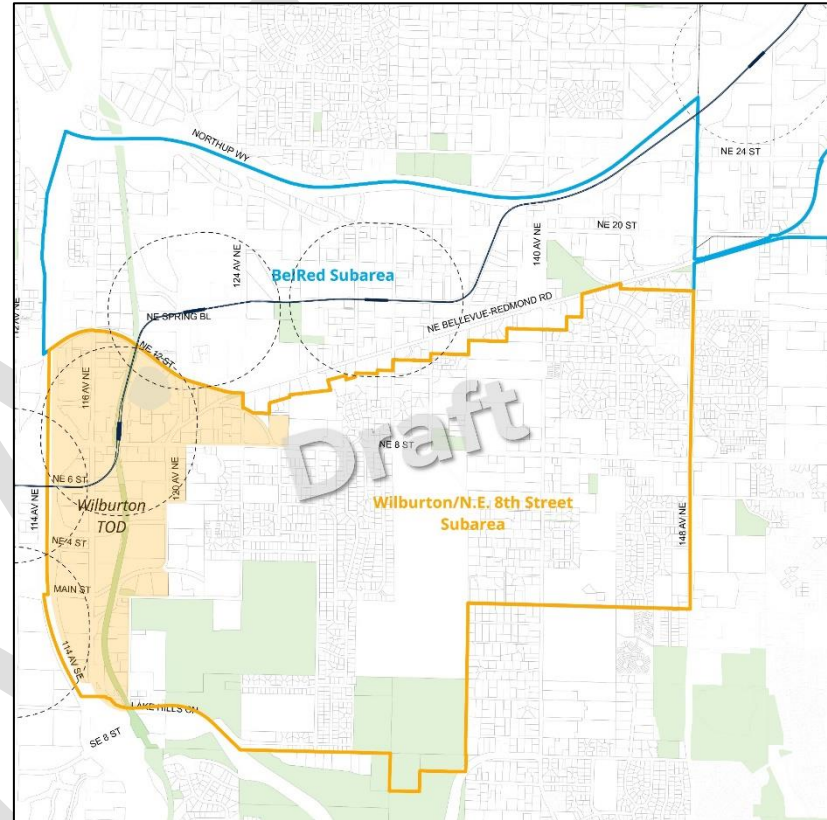 NORTHUP WY
NE 24 ST
NE 20 ST
140 AV NE
124 AV NE
BelRed Subarea
112 AV NE
NE SPRING BL
NE BELLEVUE-REDMOND RD
NE 12 ST
116 AV NE
Draft
NE 8 ST
120 AV NE
NE 6 ST
Wilburton
TOD
Wilburton/N.E. 8th Street
Subarea
114 AV NE
148 AV NE
NE 4 ST
MAIN ST
114 AV SE
LAKE HILLS CN
SE 8 ST